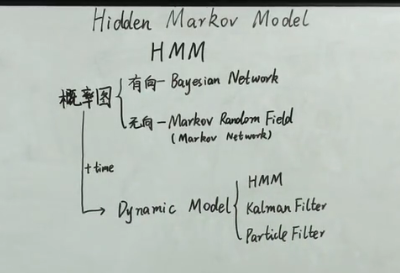 Hidden Markov Model
HMM
概率图
有向 - Bayesian Network
无向 - Markov Random Field
(Markov Network)
+ time
Dynamic Model
HMM
Kalman Filter
Particle Filter